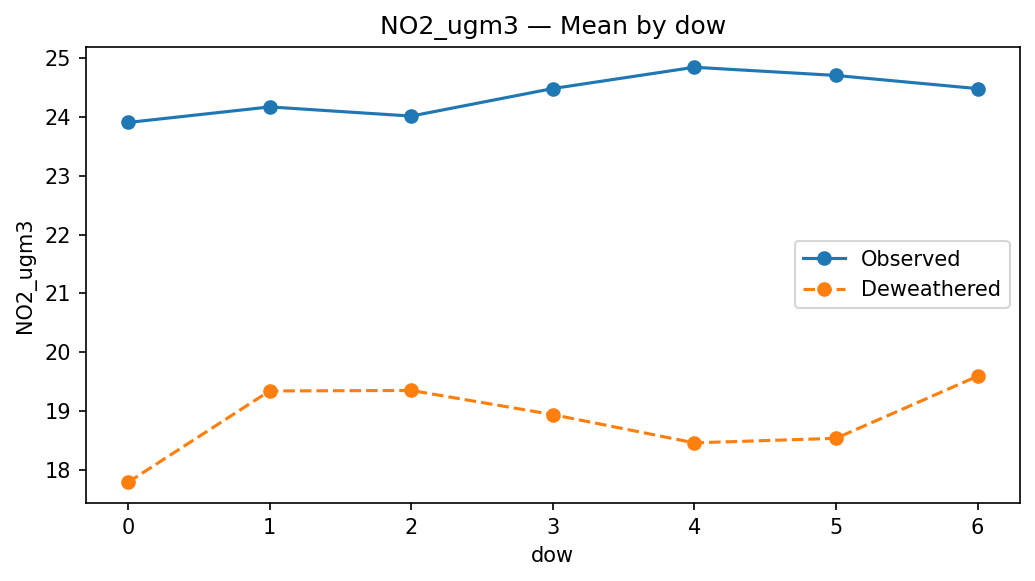 NO2_ugm3 — Mean by dow
25
24
23
22
21
20
19
18
NO2_ugm3
Observed
Deweathered
0 1 2 3 4 5 6
dow